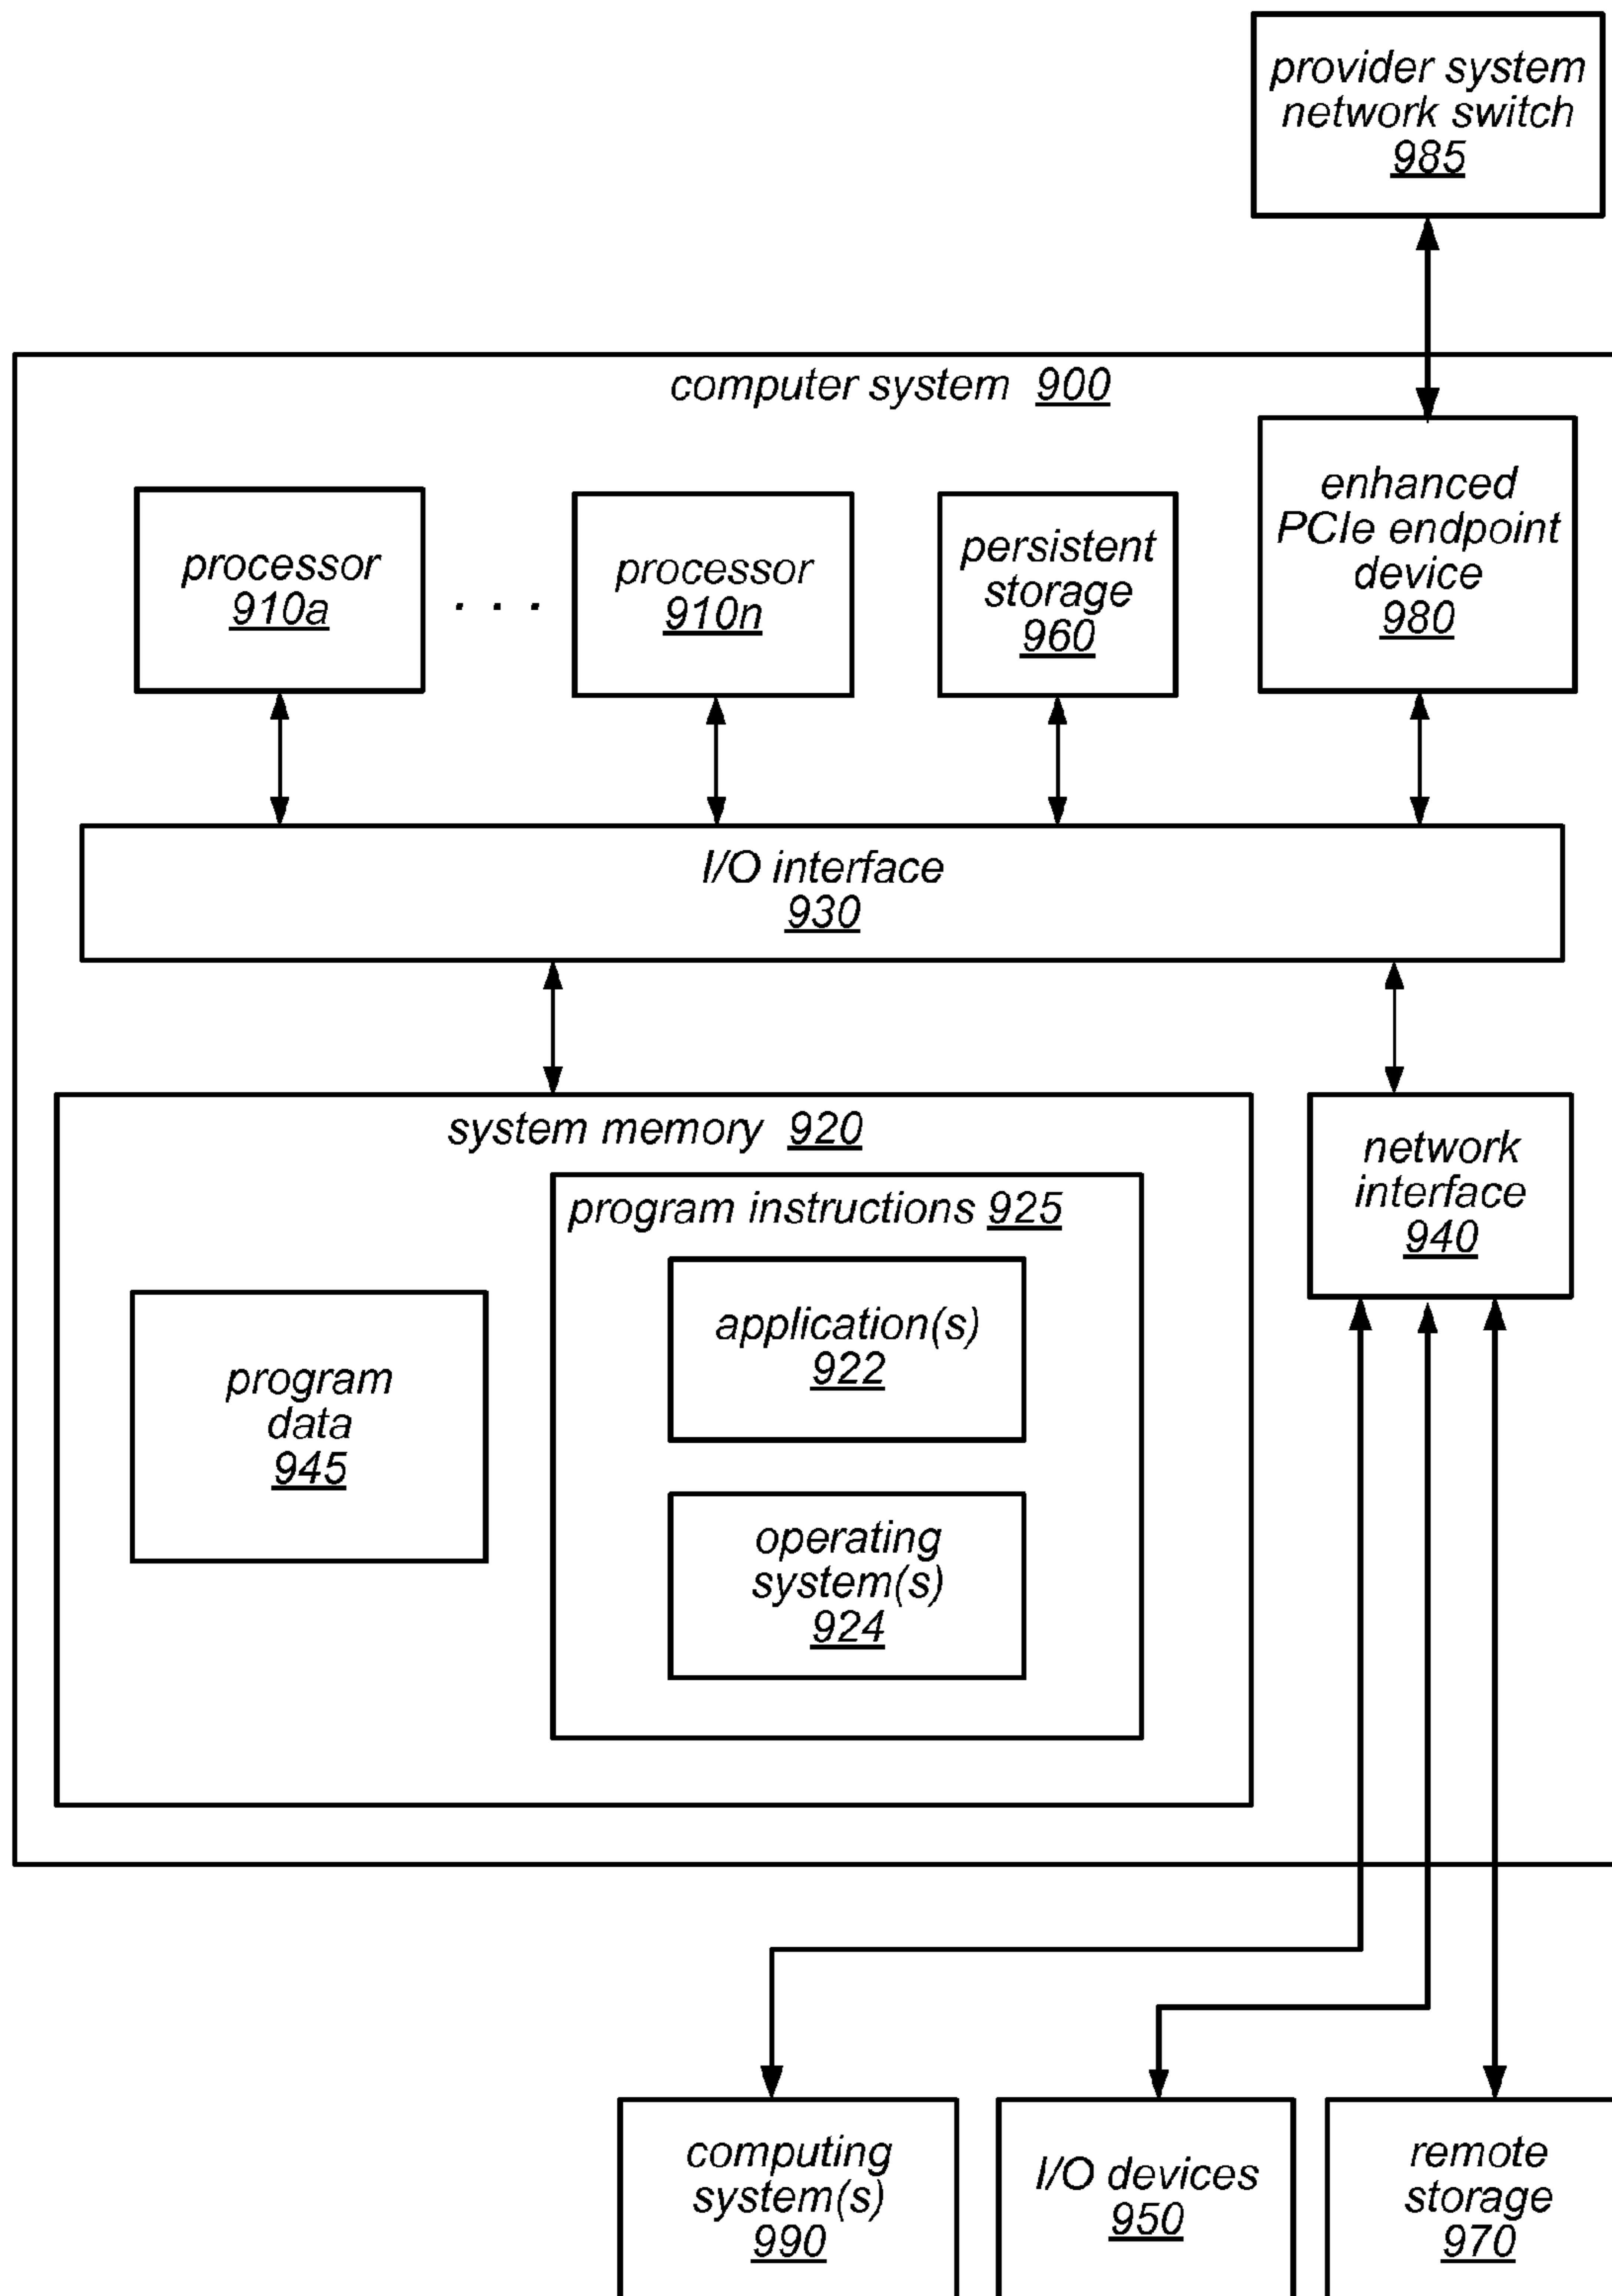 provider system
network switch
985
computer system 900
enhanced
PCIe endpoint
device
980
processor
910a
. . .
processor
910n
persistent
storage
960
I/O interface
930
system memory 920
program instructions 925
application(s)
922
program
data
945
operating
system(s)
924
network
interface
940
computing
system(s)
990
I/O devices
950
remote
storage
970